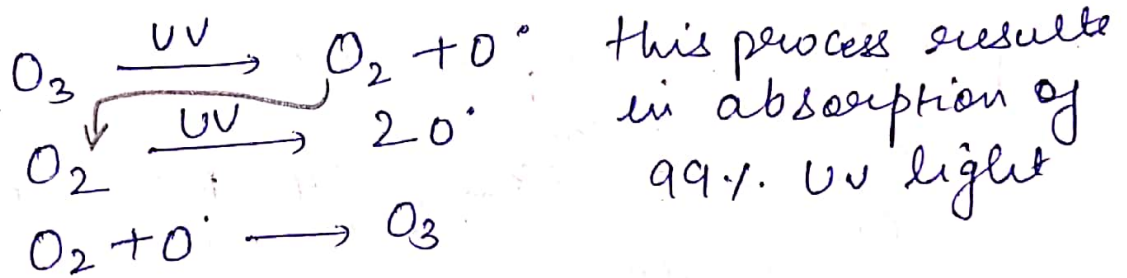 O₃ —UV→ O₂ + O˙
this process results
O₂ —UV→ 2O˙
in absorption of
99%. UV light
O₂ + O˙ → O₃